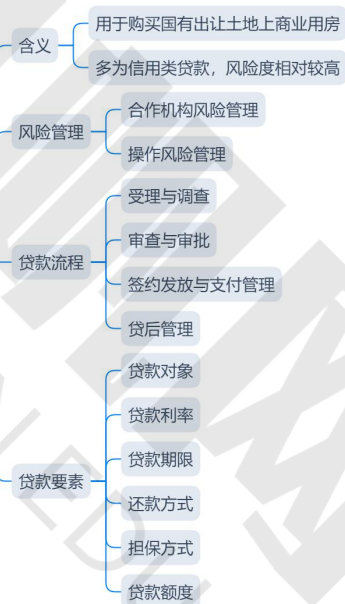 含义
用于购买国有出让土地上商业用房
多为信用类贷款，风险度相对较高
风险管理
合作机构风险管理
操作风险管理
贷款流程
受理与调查
审查与审批
签约发放与支付管理
贷后管理
贷款要素
贷款对象
贷款利率
贷款期限
还款方式
担保方式
贷款额度